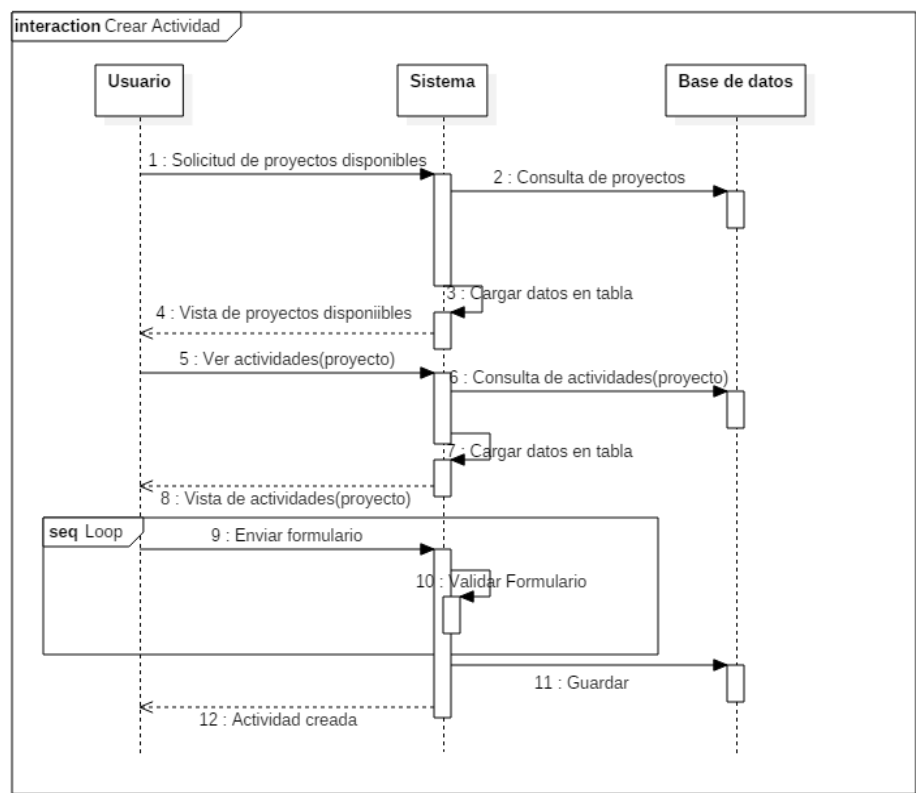 interaction Crear Actividad
Usuario
Sistema
Base de datos
1 : Solicitud de proyectos disponibles
2 : Consulta de proyectos
3 : Cargar datos en tabla
4 : Vista de proyectos disponiibles
5 : Ver actividades(proyecto)
6 : Consulta de actividades(proyecto)
7 : Cargar datos en tabla
8 : Vista de actividades(proyecto)
seq Loop
9 : Enviar formulario
10 : Validar Formulario
11 : Guardar
12 : Actividad creada